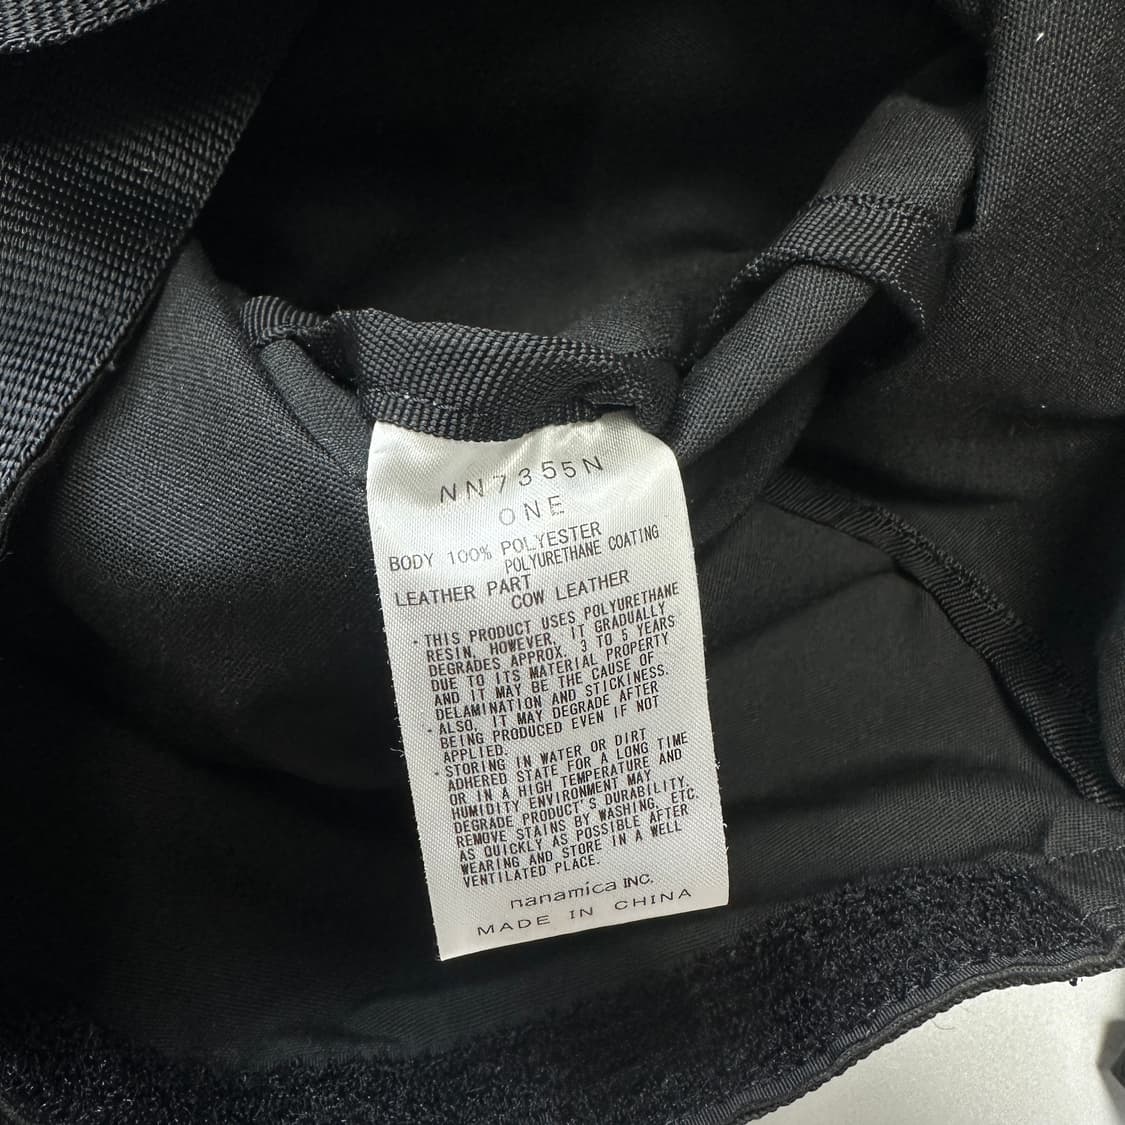 NN7355N
ONE
BODY 100% POLYESTER
POLYURETHANE COATING
LEATHER PART
COW LEATHER
・THIS PRODUCT USES POLYURETHANE
RESIN. HOWEVER, IT GRADUALLY
DEGRADES APPROX. 3 TO 5 YEARS
DUE TO ITS MATERIAL PROPERTY
AND IT MAY BE THE CAUSE OF
DELAMINATION AND STICKINESS.
・ALSO, IT MAY DEGRADE AFTER
BEING PRODUCED EVEN IF NOT
APPLIED.
・STORING IN WATER OR DIRT
ADHERED STATE FOR A LONG TIME
OR IN A HIGH TEMPERATURE AND
HUMIDITY ENVIRONMENT MAY
DEGRADE PRODUCT'S DURABILITY.
REMOVE STAINS BY WASHING, ETC.
AS QUICKLY AS POSSIBLE AFTER
WEARING AND STORE IN A WELL
VENTILATED PLACE.
nanamica INC.
MADE IN CHINA